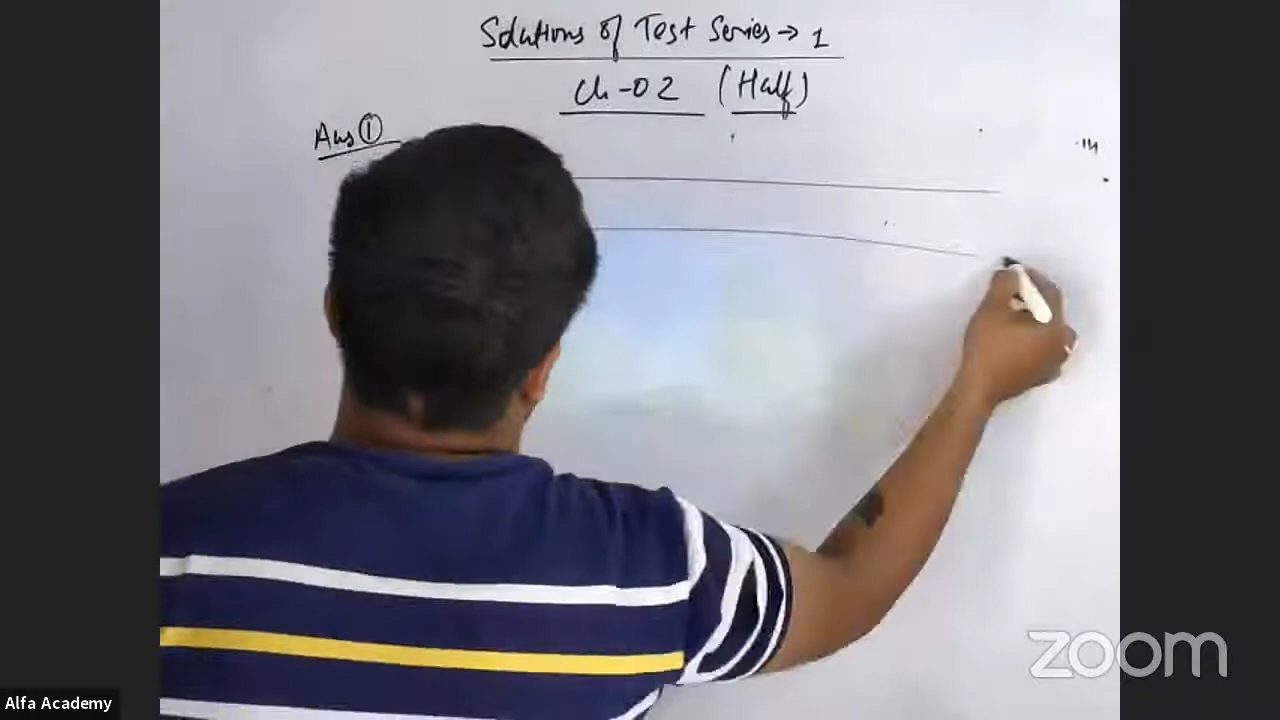 Solutions of Test Series → 1
Ch-02 (Half)
Ans ①
zoom
Alfa Academy